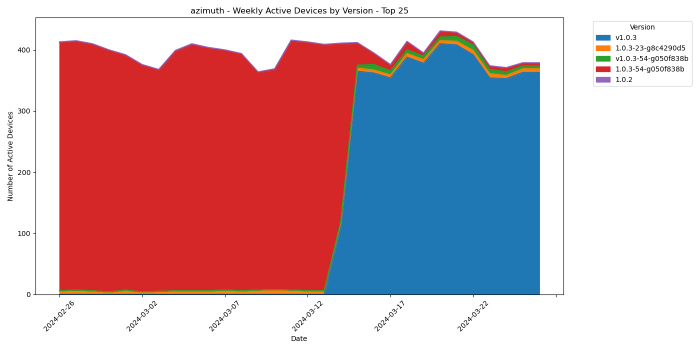 azimuth - Weekly Active Devices by Version - Top 25
Version
v1.0.3
1.0.3-23-g8c4290d5
v1.0.3-54-g050f838b
1.0.3-54-g050f838b
1.0.2
Number of Active Devices
400
300
200
100
0
2024-02-26
2024-03-02
2024-03-07
2024-03-12
2024-03-17
2024-03-22
Date